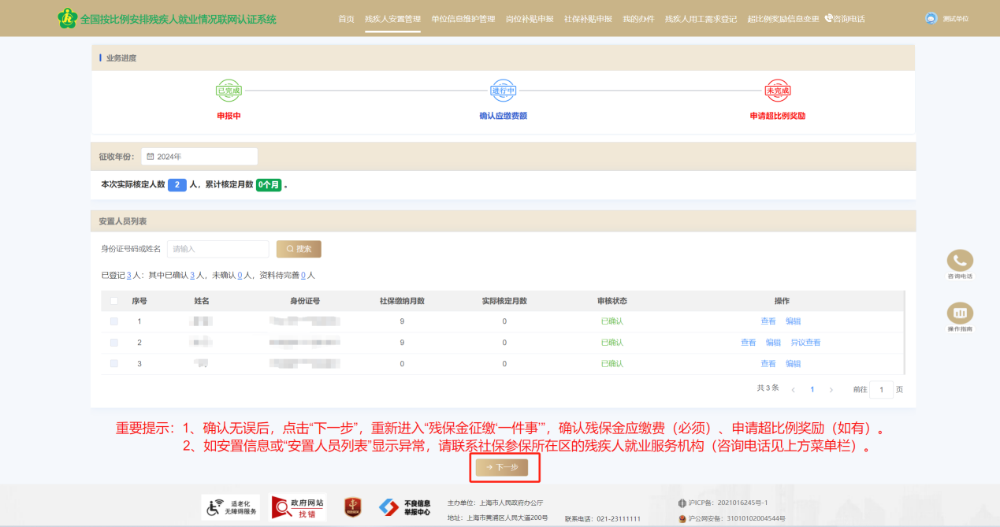 全国按比例安排残疾人就业情况联网认证系统 首页 残疾人安置管理 单位信息维护管理 岗位补贴申报 社保补贴申报 我的办件 残疾人用工需求登记 超比例奖励信息变更 咨询电话 测试单位
业务进度
已完成 进行中 未完成
申报中 确认应缴费额 申请超比例奖励
征收年份： 2024年
本次实际核定人数 2 人，累计核定月数 0个月 。
安置人员列表
身份证号码或姓名 请输入 搜索
已登记3人：其中已确认3人，未确认0人，资料待完善0人
序号 姓名 身份证号 社保缴纳月数 实际核定月数 审核状态 操作
1 9 0 已确认 查看 编辑
2 9 0 已确认 查看 编辑 异议查看
3 0 0 已确认 查看 编辑
共 3 条 < 1 > 前往 1 页
咨询电话
操作指南
重要提示：1、确认无误后，点击“下一步”，重新进入“残保金征缴‘一件事’”，确认残保金应缴费（必须）、申请超比例奖励（如有）。
2、如安置信息或“安置人员列表”显示异常，请联系社保参保所在区的残疾人就业服务机构（咨询电话见上方菜单栏）。
→ 下一步
适老化
无障碍服务
政府网站
找错
不良信息
举报中心
主办单位：上海市人民政府办公厅
地址：上海市黄浦区人民大道200号 联系电话：021-23111111
沪ICP备：2021016245号-1
沪公网安备：31010102004544号